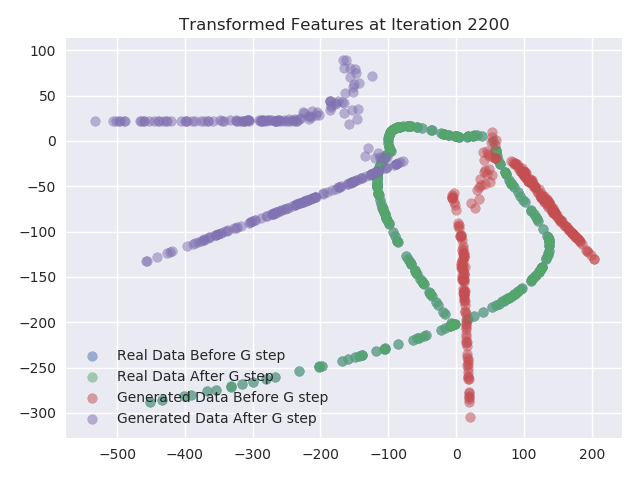 Transformed Features at Iteration 2200
100
50
0
−50
−100
−150
−200
−250
−300
Real Data Before G step
Real Data After G step
Generated Data Before G step
Generated Data After G step
−500 −400 −300 −200 −100 0 100 200